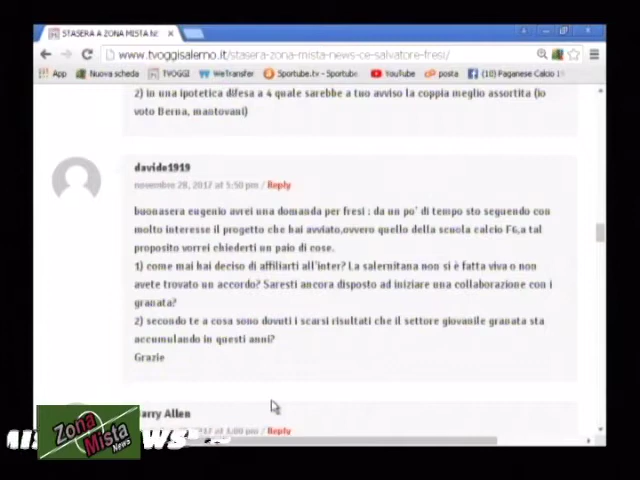 STASERA A ZONA MISTA
www.tvoggisalerno.it/stasera-zona-mista-news-ce-salvatore-fresi/
App Nuova scheda TVOGGI WeTransfer Sportube.tv - Sportube YouTube posta (10) Paganese Calcio 19
2) in una ipotetica difesa a 4 quale sarebbe a tuo avviso la coppia meglio assortita (io
voto Berna, mantovani)
davide1919
novembre 28, 2017 at 5:50 pm / Reply
buonasera eugenio avrei una domanda per fresi : da un po' di tempo sto seguendo con
molto interesse il progetto che hai avviato,ovvero quello della scuola calcio F6,a tal
proposito vorrei chiederti un paio di cose.
1) come mai hai deciso di affiliarti all'inter? La salernitana non si è fatta viva o non
avete trovato un accordo? Saresti ancora disposto ad iniziare una collaborazione con i
granata?
2) secondo te a cosa sono dovuti i scarsi risultati che il settore giovanile granata sta
accumulando in questi anni?
Grazie
Barry Allen
2017 at 1:00 pm / Reply
Zona
Mista
News